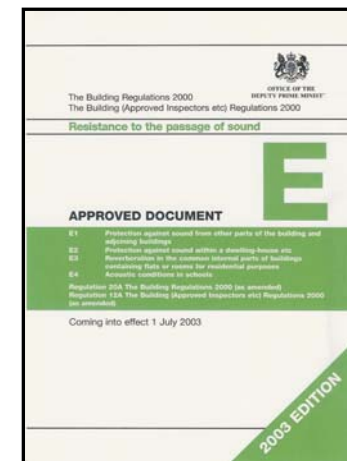 OFFICE OF THE
DEPUTY PRIME MINIST
The Building Regulations 2000
The Building (Approved Inspectors etc) Regulations 2000
Resistance to the passage of sound
E
APPROVED DOCUMENT
E1 Protection against sound from other parts of the building and
adjoining buildings
E2 Protection against sound within a dwelling-house etc
E3 Reverberation in the common internal parts of buildings
containing flats or rooms for residential purposes
E4 Acoustic conditions in schools
Regulation 20A The Building Regulations 2000 (as amended)
Regulation 12A The Building (Approved Inspectors etc) Regulations 2000
(as amended)
Coming into effect 1 July 2003
2003 EDITION